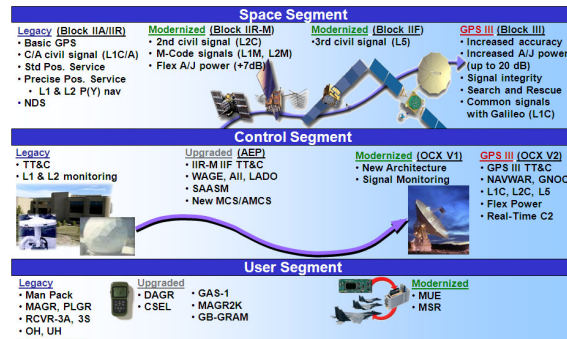 Space Segment
Legacy (Block IIA/IIR)
• Basic GPS
• C/A civil signal (L1C/A)
• Std Pos. Service
• Precise Pos. Service
• L1 & L2 P(Y) nav
• NDS
Modernized (Block IIR-M)
• 2nd civil signal (L2C)
• M-Code signals (L1M, L2M)
• Flex A/J power (+7dB)
Modernized (Block IIF)
•3rd civil signal (L5)
GPS III (Block III)
• Increased accuracy
• Increased A/J power
(up to 20 dB)
• Signal integrity
• Search and Rescue
• Common signals
with Galileo (L1C)
Control Segment
Legacy
• TT&C
• L1 & L2 monitoring
Upgraded (AEP)
• IIR-M IIF TT&C
• WAGE, AII, LADO
• SAASM
• New MCS/AMCS
Modernized (OCX V1)
• New Architecture
• Signal Monitoring
GPS III (OCX V2)
• GPS III TT&C
• NAVWAR, GNOC
• L1C, L2C, L5
• Flex Power
• Real-Time C2
User Segment
Legacy
• Man Pack
• MAGR, PLGR
• RCVR-3A, 3S
• OH, UH
Upgraded
• DAGR
• CSEL
• GAS-1
• MAGR2K
• GB-GRAM
Modernized
• MUE
• MSR